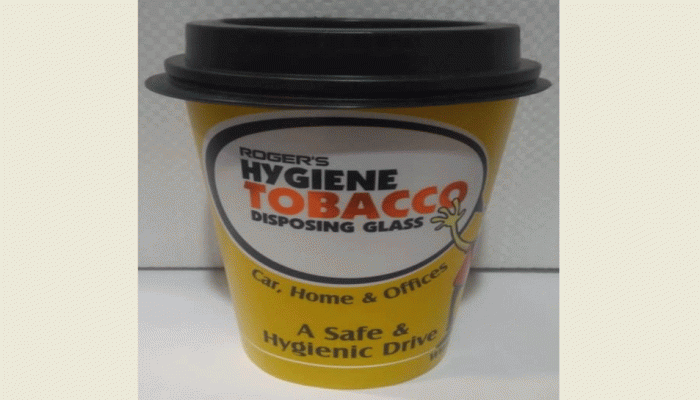 ROGER'S
HYGIENE
TOBACCO
DISPOSING GLASS
Car, Home & Offices
A Safe &
Hygienic Drive